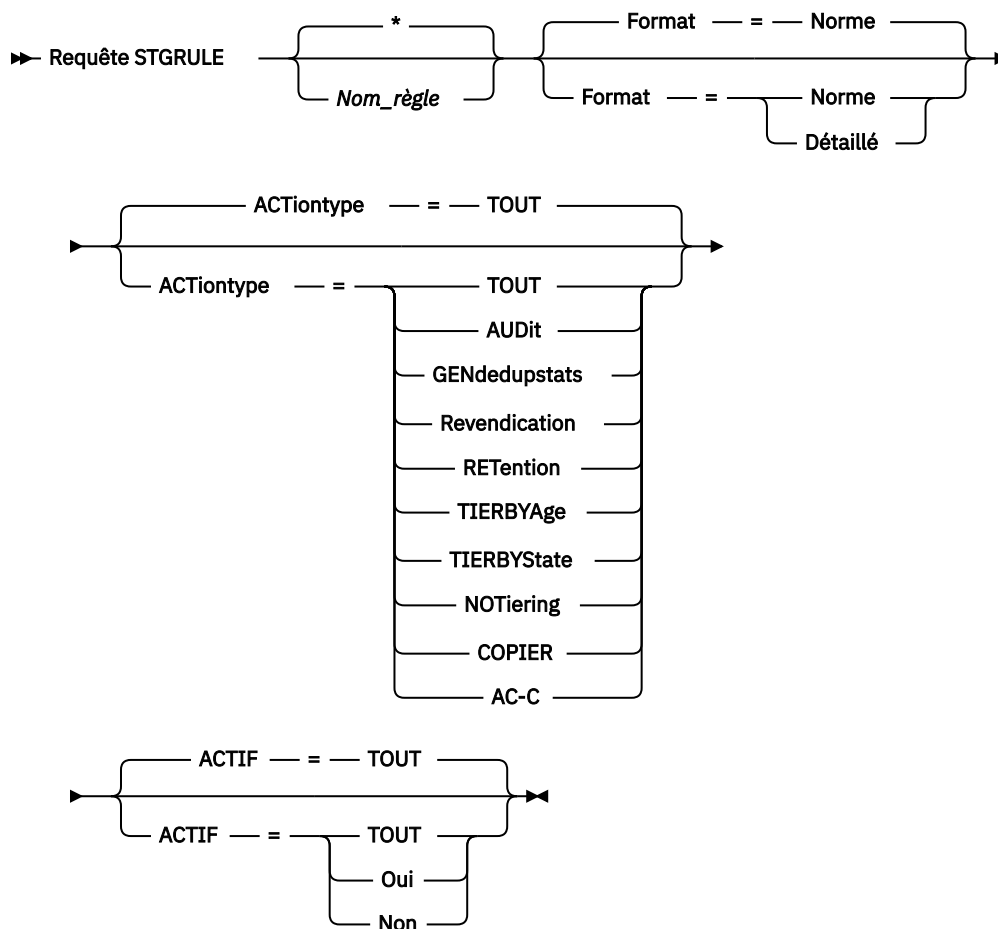 *
Format = Norme
Requête STGRULE
Nom_règle
Format = Norme
Détaillé
ACTiontype = TOUT
ACTiontype = TOUT
AUDit
GENdedupstats
Revendication
RETention
TIERBYAge
TIERBYState
NOTiering
COPIER
AC-C
ACTIF = TOUT
ACTIF = TOUT
Oui
Non